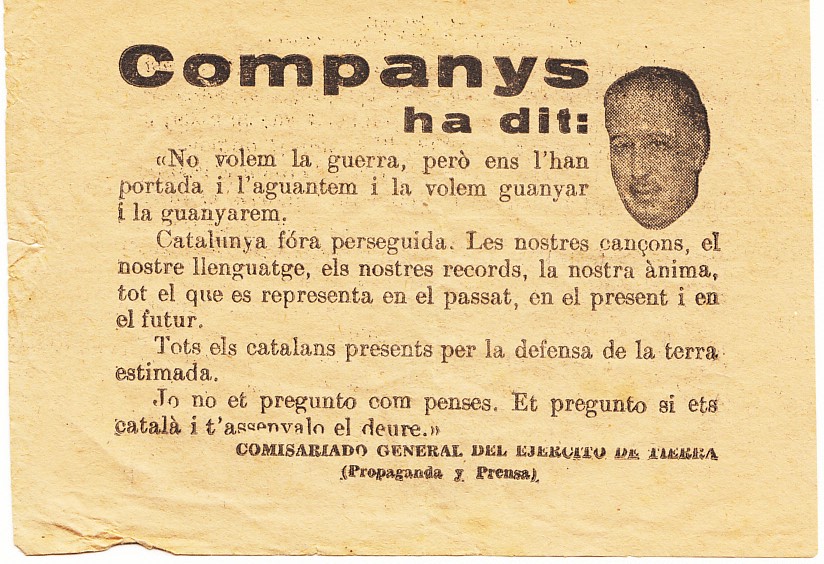 Companys
ha dit:
«No volem la guerra, però ens l'han
portada i l'aguantem i la volem guanyar
i la guanyarem.
Catalunya fóra perseguida. Les nostres cançons, el
nostre llenguatge, els nostres records, la nostra ànima,
tot el que es representa en el passat, en el present i en
el futur.
Tots els catalans presents per la defensa de la terra
estimada.
Jo no et pregunto com penses. Et pregunto si ets
català i t'assenyalo el deure.»
COMISARIADO GENERAL DEL EJERCITO DE TIERRA
(Propaganda y Prensa)